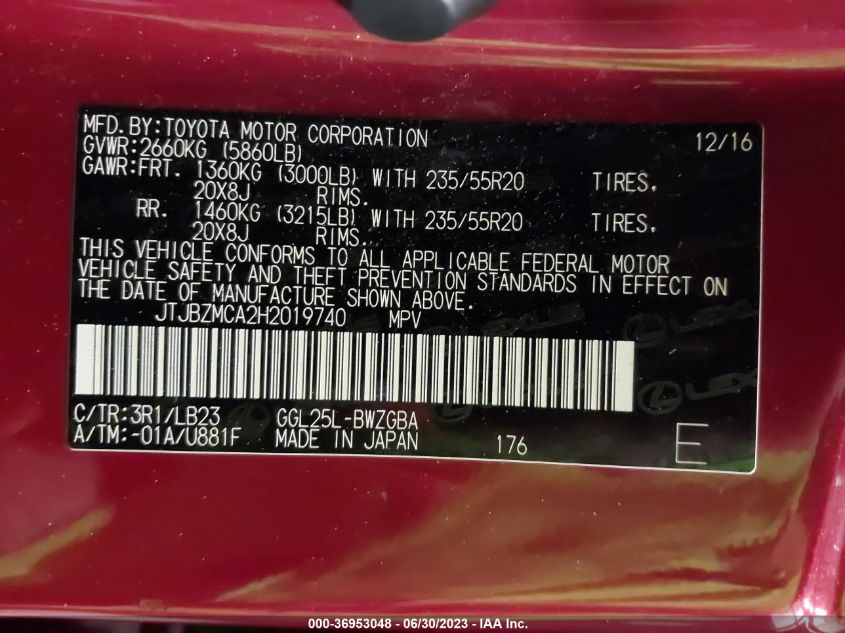 MFD.BY:TOYOTA MOTOR CORPORATION 12/16
GVWR:2660KG (5860LB)
GAWR:FRT. 1360KG (3000LB) WITH 235/55R20 TIRES.
20X8J RIMS.
RR. 1460KG (3215LB) WITH 235/55R20 TIRES.
20X8J RIMS.
THIS VEHICLE CONFORMS TO ALL APPLICABLE FEDERAL MOTOR
VEHICLE SAFETY AND THEFT PREVENTION STANDARDS IN EFFECT ON
THE DATE OF MANUFACTURE SHOWN ABOVE.
JTJBZMCA2H2019740 MPV
LEXUS
LEXUS
C/TR:3R1/LB23 GGL25L-BWZGBA
A/TM:-01A/U881F MADE IN JAPAN 176 E
000-36953048 - 06/30/2023 - IAA Inc.